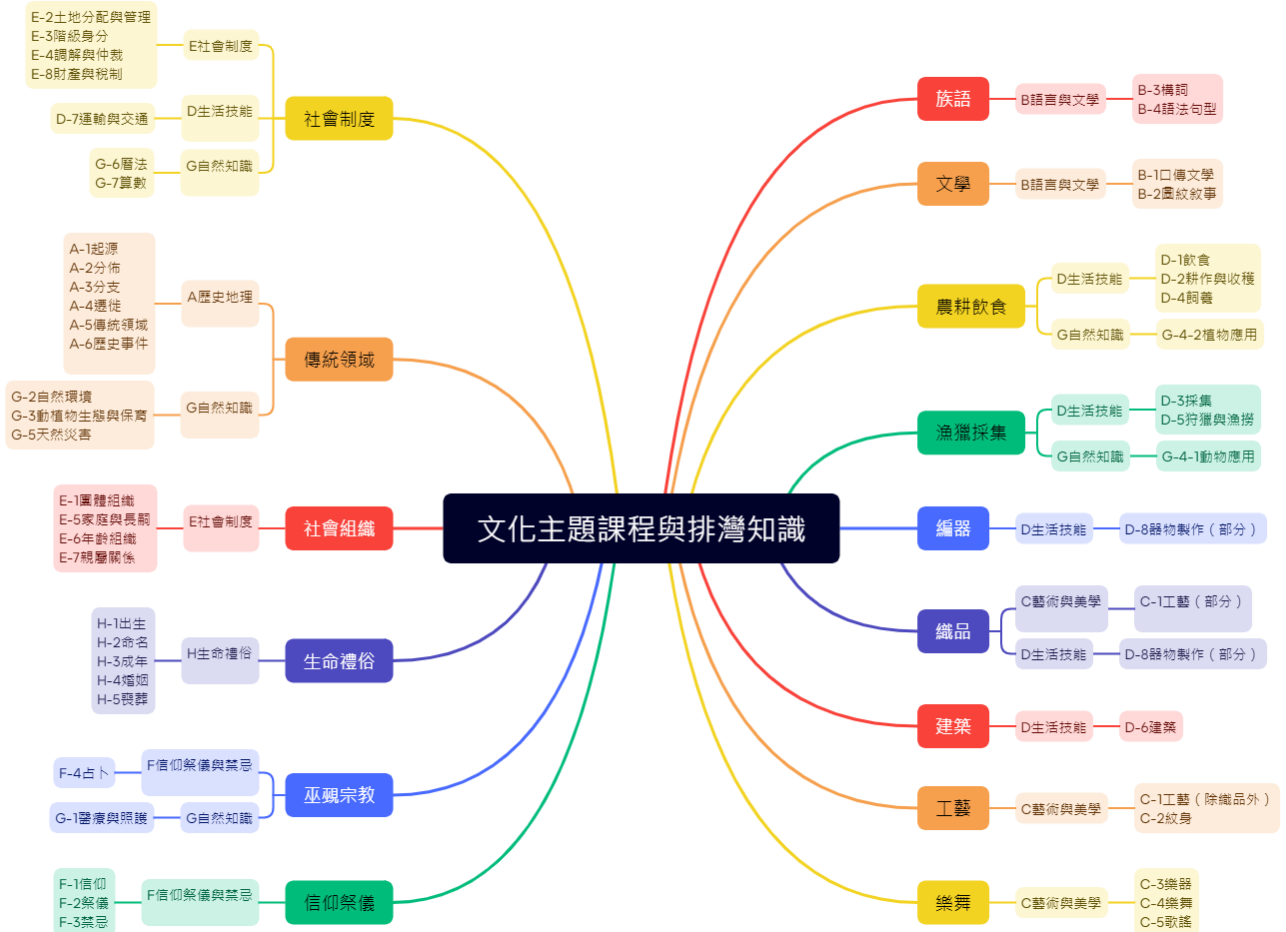 文化主題課程與排灣知識
族語
B語言與文學
B-3構詞
B-4語法句型
文學
B語言與文學
B-1口傳文學
B-2圖紋敘事
農耕飲食
D生活技能
D-1飲食
D-2耕作與收穫
D-4飼養
G自然知識
G-4-2植物應用
漁獵採集
D生活技能
D-3採集
D-5狩獵與漁撈
G自然知識
G-4-1動物應用
編器
D生活技能
D-8器物製作（部分）
織品
C藝術與美學
C-1工藝（部分）
D生活技能
D-8器物製作（部分）
建築
D生活技能
D-6建築
工藝
C藝術與美學
C-1工藝（除織品外）
C-2紋身
樂舞
C藝術與美學
C-3樂器
C-4樂舞
C-5歌謠
社會制度
E社會制度
E-2土地分配與管理
E-3階級身分
E-4調解與仲裁
E-8財產與稅制
D生活技能
D-7運輸與交通
G自然知識
G-6曆法
G-7算數
傳統領域
A歷史地理
A-1起源
A-2分佈
A-3分支
A-4遷徙
A-5傳統領域
A-6歷史事件
G自然知識
G-2自然環境
G-3動植物生態與保育
G-5天然災害
社會組織
E社會制度
E-1團體組織
E-5家庭與長嗣
E-6年齡組織
E-7親屬關係
生命禮俗
H生命禮俗
H-1出生
H-2命名
H-3成年
H-4婚姻
H-5喪葬
巫覡宗教
F信仰祭儀與禁忌
F-4占卜
G自然知識
G-1醫療與照護
信仰祭儀
F信仰祭儀與禁忌
F-1信仰
F-2祭儀
F-3禁忌